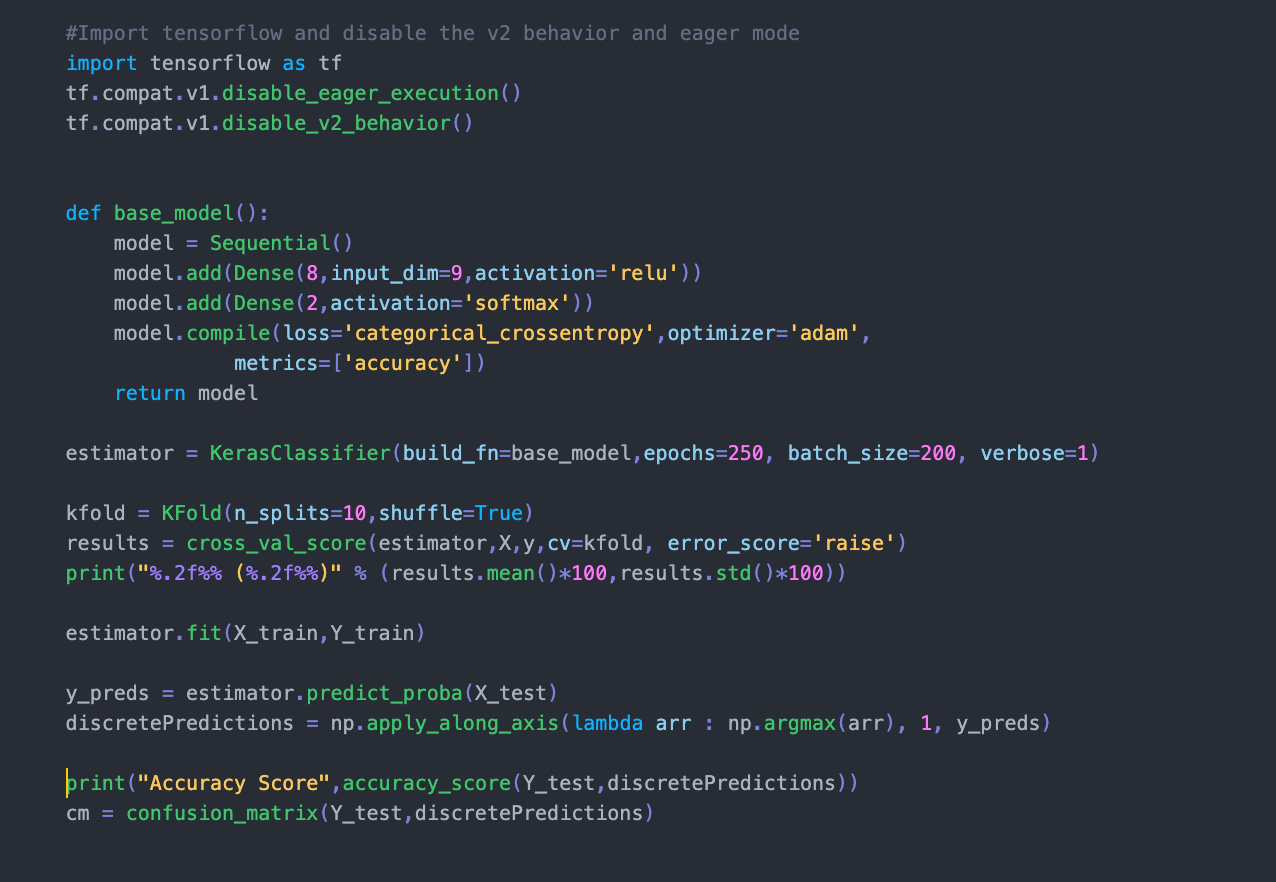 #Import tensorflow and disable the v2 behavior and eager mode
import tensorflow as tf
tf.compat.v1.disable_eager_execution()
tf.compat.v1.disable_v2_behavior()
def base_model():
    model = Sequential()
    model.add(Dense(8,input_dim=9,activation='relu'))
    model.add(Dense(2,activation='softmax'))
    model.compile(loss='categorical_crossentropy',optimizer='adam',
              metrics=['accuracy'])
    return model
estimator = KerasClassifier(build_fn=base_model,epochs=250, batch_size=200, verbose=1)
kfold = KFold(n_splits=10,shuffle=True)
results = cross_val_score(estimator,X,y,cv=kfold, error_score='raise')
print("%.2f%% (%.2f%%)" % (results.mean()*100,results.std()*100))
estimator.fit(X_train,Y_train)
y_preds = estimator.predict_proba(X_test)
discretePredictions = np.apply_along_axis(lambda arr : np.argmax(arr), 1, y_preds)
print("Accuracy Score",accuracy_score(Y_test,discretePredictions))
cm = confusion_matrix(Y_test,discretePredictions)